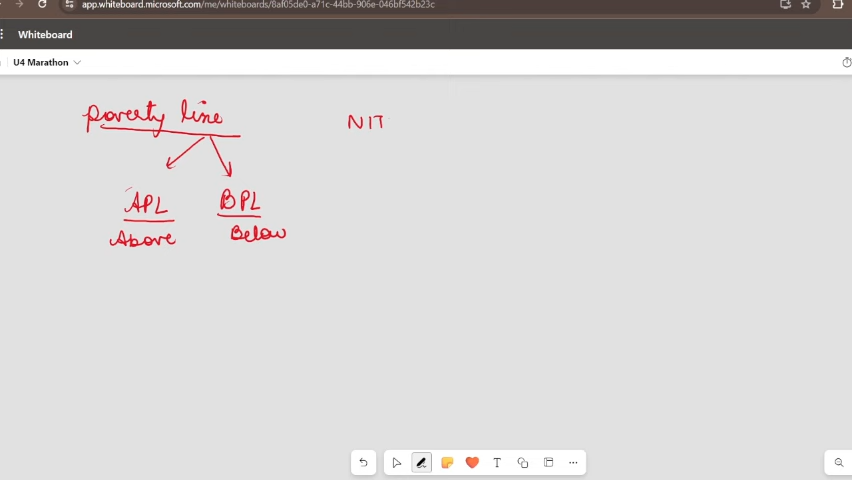 app.whiteboard.microsoft.com/me/whiteboards/8af05de0-a71c-44bb-906e-046bf542b23c
Whiteboard
U4 Marathon
poverty line
NIT
APL BPL
Above Below
T